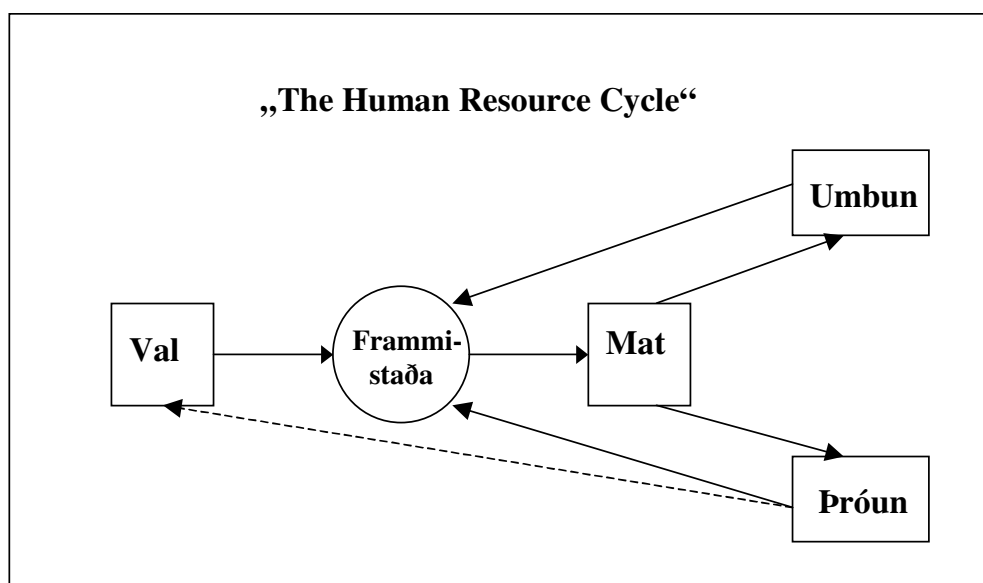 „The Human Resource Cycle“
Umbun
Val
Frammi-
staða
Mat
Þróun